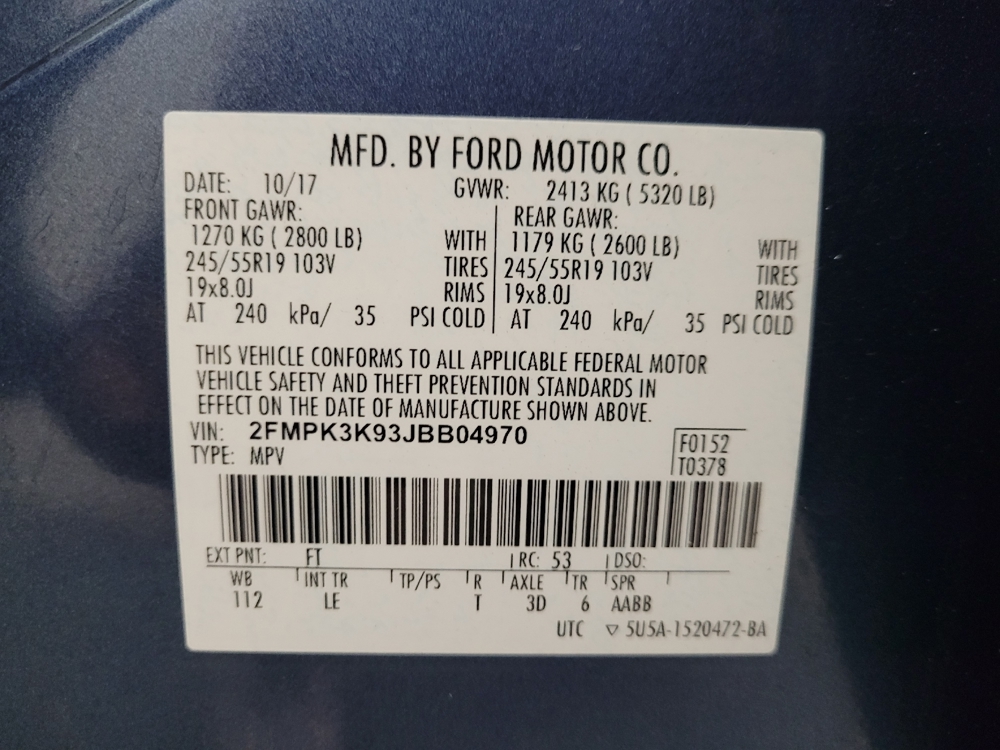 MFD. BY FORD MOTOR CO.
DATE: 10/17 GVWR: 2413 KG ( 5320 LB)
FRONT GAWR: REAR GAWR:
1270 KG ( 2800 LB) WITH 1179 KG ( 2600 LB) WITH
245/55R19 103V TIRES 245/55R19 103V TIRES
19x8.0J RIMS 19x8.0J RIMS
AT 240 kPa/ 35 PSI COLD AT 240 kPa/ 35 PSI COLD
THIS VEHICLE CONFORMS TO ALL APPLICABLE FEDERAL MOTOR
VEHICLE SAFETY AND THEFT PREVENTION STANDARDS IN
EFFECT ON THE DATE OF MANUFACTURE SHOWN ABOVE.
VIN: 2FMPK3K93JBB04970
F0152
TYPE: MPV T0378
EXT PNT: FT RC: 53 DSO:
WB INT TR TP/PS R AXLE TR SPR
112 LE T 3D 6 AABB
UTC ▽ 5U5A-1520472-BA